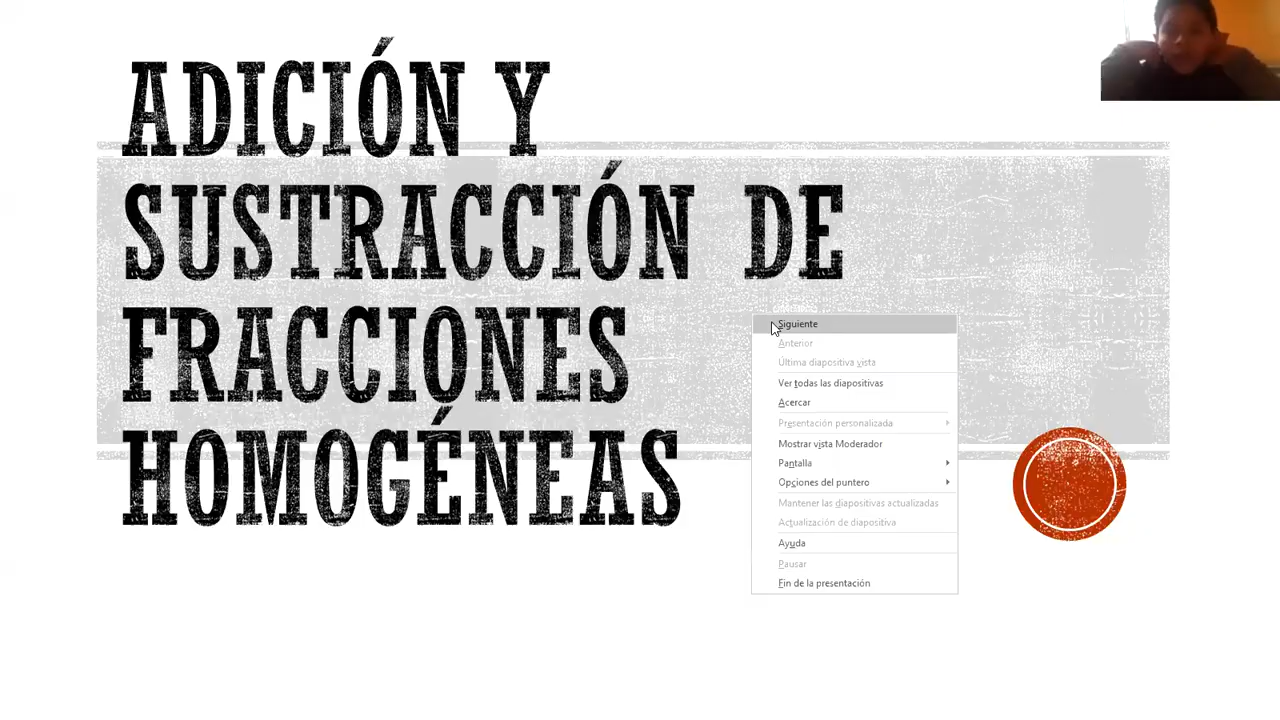 ADICIÓN Y
SUSTRACCIÓN DE
FRACCIONES
HOMOGÉNEAS
Siguiente
Anterior
Última diapositiva vista
Ver todas las diapositivas
Acercar
Presentación personalizada
Mostrar vista Moderador
Pantalla
Opciones del puntero
Mantener las diapositivas actualizadas
Actualización de diapositiva
Ayuda
Pausar
Fin de la presentación